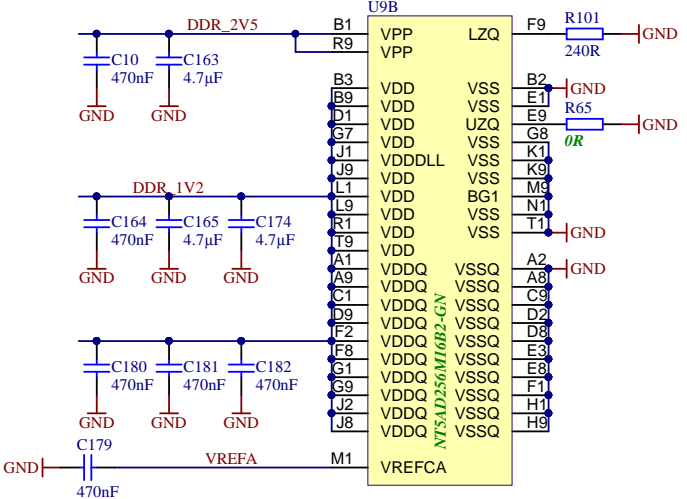 U9B
DDR_2V5 B1 VPP LZQ F9 R101 GND
R9 VPP 240R
C10 C163
470nF 4.7µF
GND GND
B3 VDD VSS B2 GND
B9 VDD VSS E1
D1 VDD UZQ E9 R65 GND
G7 VDD VSS G8 0R
J1 VDDDLL VSS K1
J9 VDD VSS K9
DDR_1V2 L1 VDD BG1 M9
L9 VDD VSS N1
R1 VDD VSS T1 GND
T9 VDD
C164 C165 C174
470nF 4.7µF 4.7µF
GND GND GND
A1 VDDQ VSSQ A2 GND
A9 VDDQ VSSQ A8
C1 VDDQ VSSQ C9
D9 VDDQ VSSQ D2
F2 VDDQ VSSQ D8
F8 VDDQ VSSQ E3
G1 VDDQ VSSQ E8
G9 VDDQ VSSQ F1
J2 VDDQ VSSQ H1
J8 VDDQ VSSQ H9
NT5AD256M16B2-GN
C180 C181 C182
470nF 470nF 470nF
GND GND GND
C179
GND VREFA M1 VREFCA
470nF